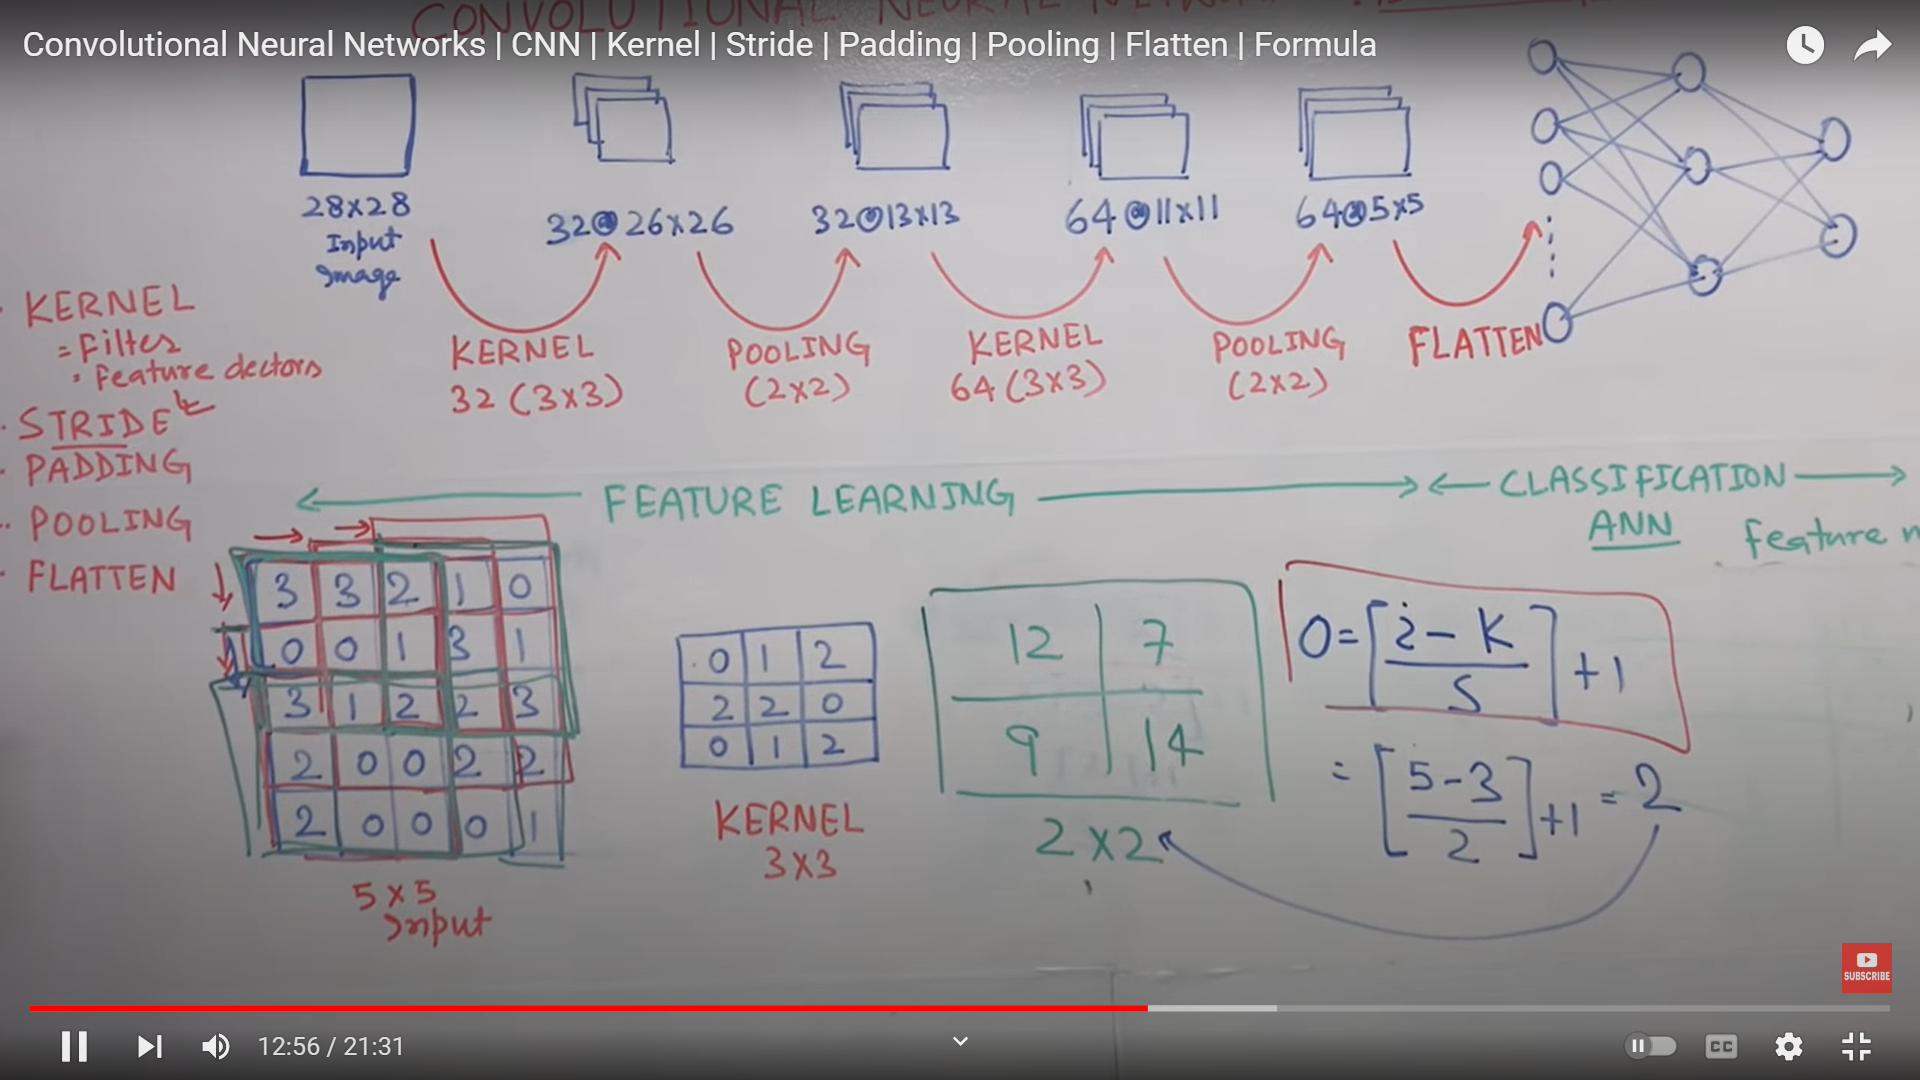 CONVOLUTIONAL NEURAL
Convolutional Neural Networks | CNN | Kernel | Stride | Padding | Pooling | Flatten | Formula
28x28
Input
Image
32@26x26
32@13x13
64@11x11
64@5x5
KERNEL
32 (3x3)
POOLING
(2x2)
KERNEL
64 (3x3)
POOLING
(2x2)
FLATTEN
KERNEL
= Filter
= Feature dectors
STRIDE
PADDING
POOLING
FLATTEN
FEATURE LEARNING
CLASSIFICATION
ANN
feature
3 3 2 1 0
0 0 1 3 1
3 1 2 2 3
2 0 0 2 2
2 0 0 0 1
5x5
Input
0 1 2
2 2 0
0 1 2
KERNEL
3x3
12 7
9 14
2x2
O=[i-K/S]+1
=[5-3/2]+1=2
SUBSCRIBE
12:56 / 21:31
CC